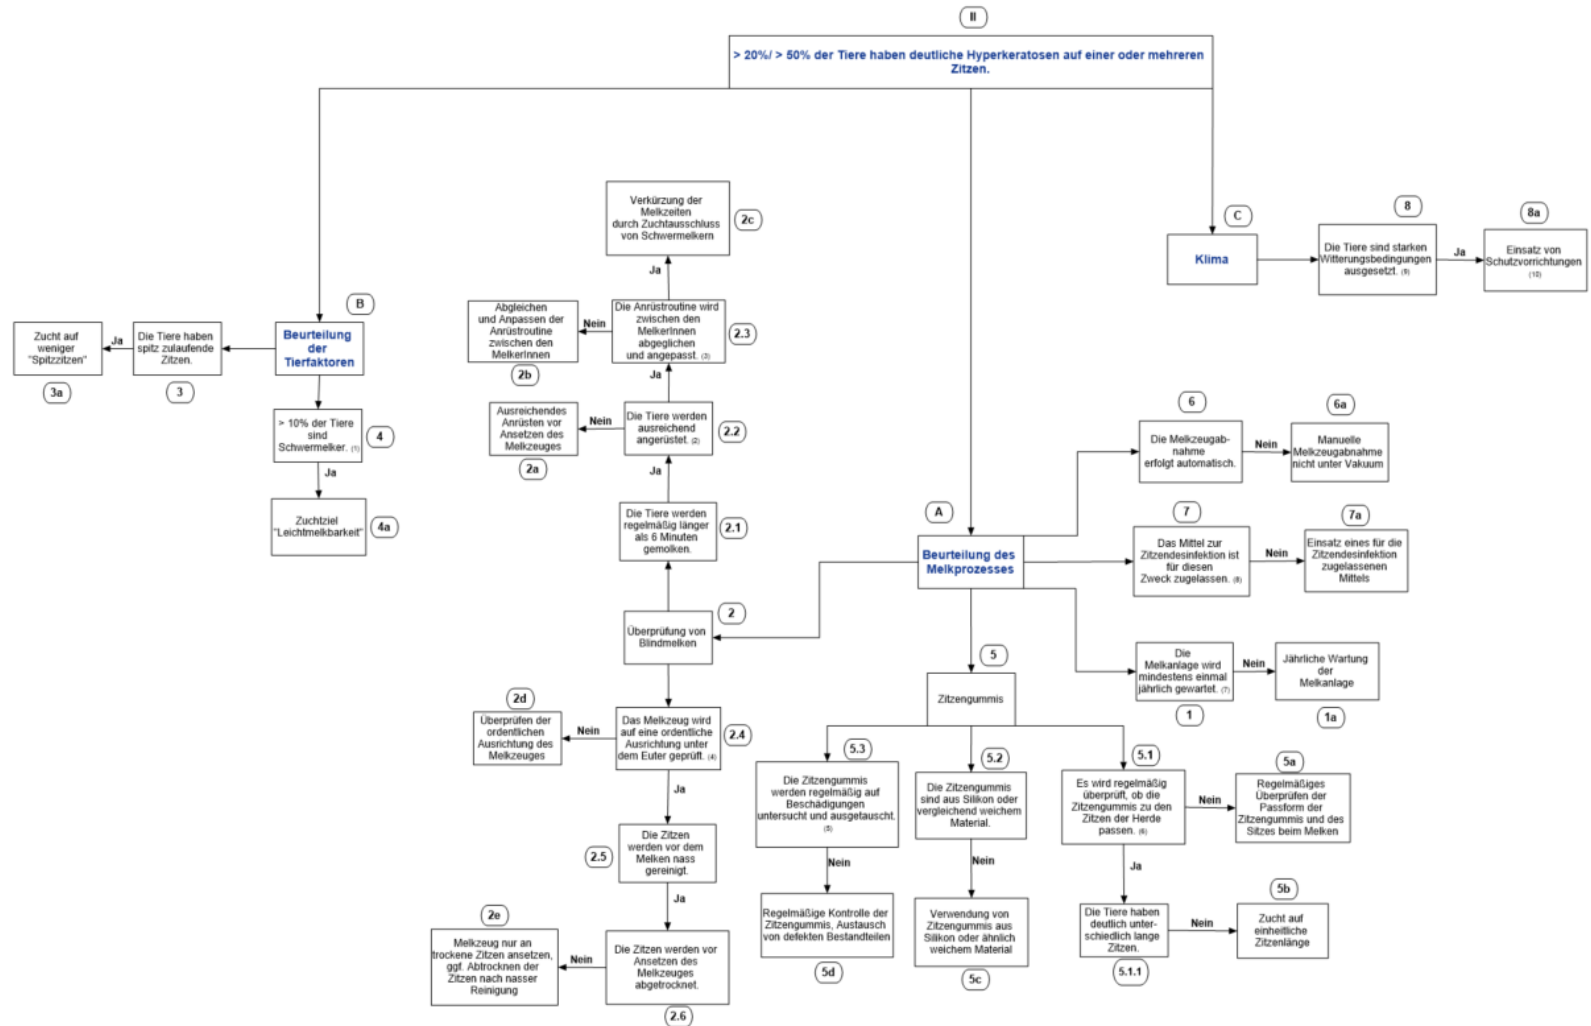 II
> 20%/ > 50% der Tiere haben deutliche Hyperkeratosen auf einer oder mehreren
Zitzen.
Verkürzung der
Melkzeiten
durch Zuchtausschluss
von Schwermelkern
2c
C
Klima
8
Die Tiere sind starken
Witterungsbedingungen
ausgesetzt. (9)
Ja
8a
Einsatz von
Schutzvorrichtungen
(10)
Ja
B
Beurteilung
der
Tierfaktoren
Die Tiere haben
spitz zulaufende
Zitzen.
3
Ja
Zucht auf
weniger
"Spitzzitzen"
3a
Abgleichen
und Anpassen der
Anrüstroutine
zwischen den
MelkerInnen
2b
Nein
Die Anrüstroutine wird
zwischen den
MelkerInnen
abgeglichen
und angepasst. (3)
2.3
Ja
> 10% der Tiere
sind
Schwermelker. (1)
4
Ja
Zuchtziel
"Leichtmelkbarkeit"
4a
Ausreichendes
Anrüsten vor
Ansetzen des
Melkzeuges
2a
Nein
Die Tiere werden
ausreichend
angerüstet. (2)
2.2
Ja
Die Tiere werden
regelmäßig länger
als 6 Minuten
gemolken.
2.1
A
Beurteilung des
Melkprozesses
6
Die Melkzeugab-
nahme
erfolgt automatisch.
Nein
6a
Manuelle
Melkzeugabnahme
nicht unter Vakuum
7
Das Mittel zur
Zitzendesinfektion ist
für diesen
Zweck zugelassen. (8)
Nein
7a
Einsatz eines für die
Zitzendesinfektion
zugelassenen
Mittels
2
Überprüfung von
Blindmelken
5
Zitzengummis
Die
Melkanlage wird
mindestens einmal
jährlich gewartet. (7)
1
Nein
Jährliche Wartung
der
Melkanlage
1a
2d
Überprüfen der
ordentlichen
Ausrichtung des
Melkzeuges
Nein
Das Melkzeug wird
auf eine ordentliche
Ausrichtung unter
dem Euter geprüft. (4)
2.4
Ja
5.3
Die Zitzengummis
werden regelmäßig auf
Beschädigungen
untersucht und ausgetauscht.
(5)
Nein
5.2
Die Zitzengummis
sind aus Silikon oder
vergleichend weichem
Material.
Nein
5.1
Es wird regelmäßig
überprüft, ob die
Zitzengummis zu den
Zitzen der Herde
passen. (6)
Nein
Ja
5a
Regelmäßiges
Überprüfen der
Passform der
Zitzengummis und des
Sitzes beim Melken
2.5
Die Zitzen
werden vor dem
Melken nass
gereinigt.
Ja
2e
Melkzeug nur an
trockene Zitzen ansetzen,
ggf. Abtrocknen der
Zitzen nach nasser
Reinigung
Nein
Die Zitzen werden vor
Ansetzen des
Melkzeuges
abgetrocknet.
2.6
Regelmäßige Kontrolle der
Zitzengummis, Austausch
von defekten Bestandteilen
5d
Verwendung von
Zitzengummis aus
Silikon oder ähnlich
weichem Material
5c
Die Tiere haben
deutlich unter-
schiedlich lange
Zitzen.
5.1.1
Nein
5b
Zucht auf
einheitliche
Zitzenlänge